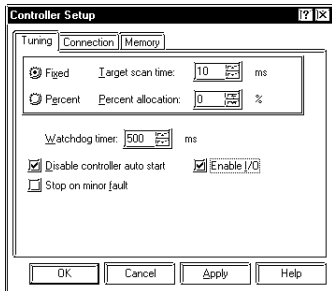 Controller Setup
Tuning Connection Memory
Fixed Target scan time: 10 ms
Percent Percent allocation: 0 %
Watchdog timer: 500 ms
Disable controller auto start Enable I/O
Stop on minor fault
OK Cancel Apply Help